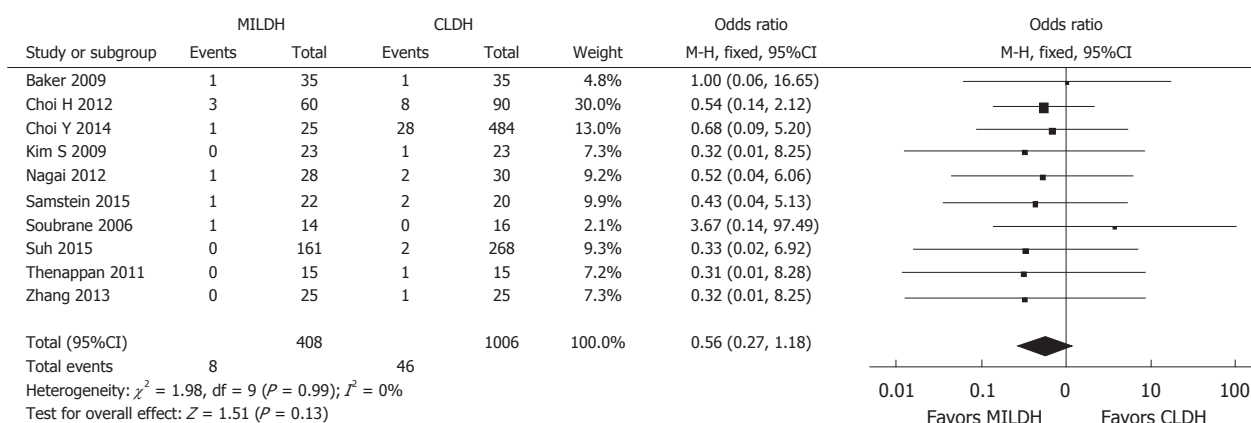 MILDH CLDH Odds ratio Odds ratio
Study or subgroup Events Total Events Total Weight M-H, fixed, 95%CI M-H, fixed, 95%CI
Baker 2009 1 35 1 35 4.8% 1.00 (0.06, 16.65)
Choi H 2012 3 60 8 90 30.0% 0.54 (0.14, 2.12)
Choi Y 2014 1 25 28 484 13.0% 0.68 (0.09, 5.20)
Kim S 2009 0 23 1 23 7.3% 0.32 (0.01, 8.25)
Nagai 2012 1 28 2 30 9.2% 0.52 (0.04, 6.06)
Samstein 2015 1 22 2 20 9.9% 0.43 (0.04, 5.13)
Soubrane 2006 1 14 0 16 2.1% 3.67 (0.14, 97.49)
Suh 2015 0 161 2 268 9.3% 0.33 (0.02, 6.92)
Thenappan 2011 0 15 1 15 7.2% 0.31 (0.01, 8.28)
Zhang 2013 0 25 1 25 7.3% 0.32 (0.01, 8.25)
Total (95%CI) 408 1006 100.0% 0.56 (0.27, 1.18)
Total events 8 46
Heterogeneity: χ² = 1.98, df = 9 (P = 0.99); I² = 0%
Test for overall effect: Z = 1.51 (P = 0.13)
0.01 0.1 0 10 100
Favors MILDH Favors CLDH